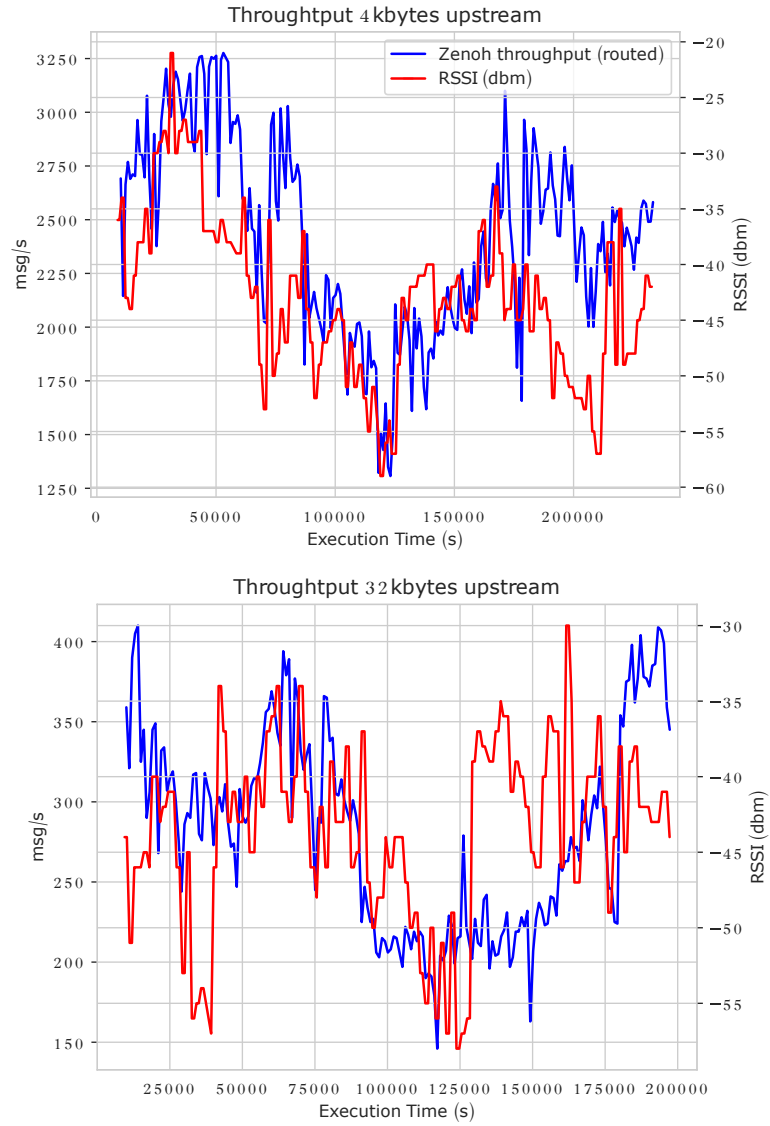 Throughtput 4 kbytes upstream
3250
3000
2750
2500
2250
2000
1750
1500
1250
msg/s
Zenoh throughput (routed)
RSSI (dbm)
−20
−25
−30
−35
−40
−45
−50
−55
−60
RSSI (dbm)
0 50000 100000 150000 200000
Execution Time (s)
Throughtput 32 kbytes upstream
400
350
300
250
200
150
msg/s
−30
−35
−40
−45
−50
−55
RSSI (dbm)
25000 50000 75000 100000 125000 150000 175000 200000
Execution Time (s)